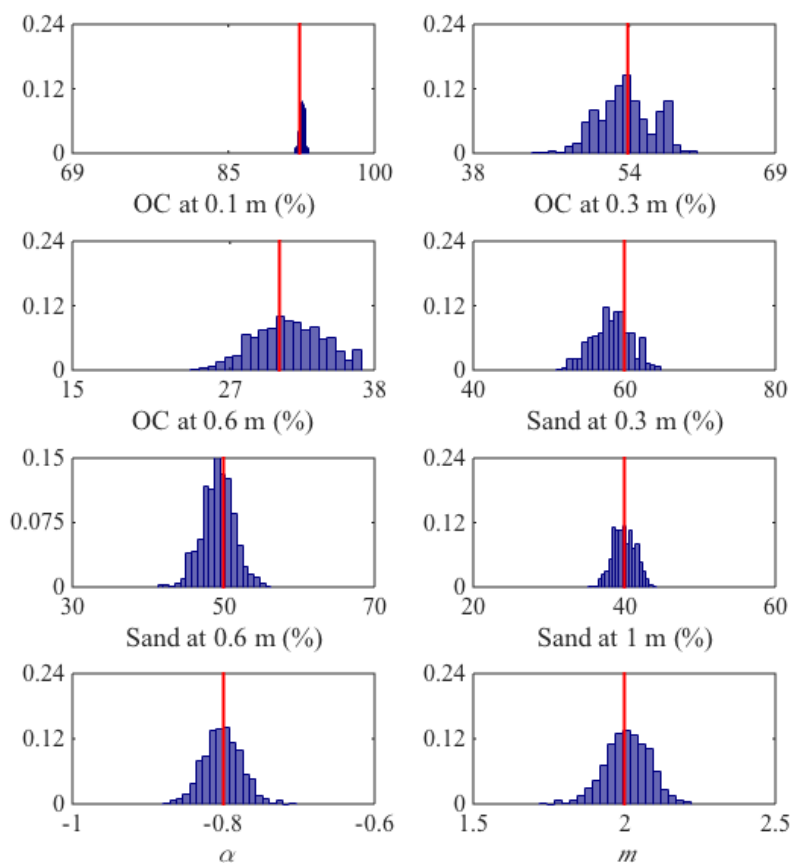 0.24 0.24
0.12 0.12
0 0
69 85 100 38 54 69
OC at 0.1 m (%) OC at 0.3 m (%)
0.24 0.24
0.12 0.12
0 0
15 27 38 40 60 80
OC at 0.6 m (%) Sand at 0.3 m (%)
0.15 0.24
0.075 0.12
0 0
30 50 70 20 40 60
Sand at 0.6 m (%) Sand at 1 m (%)
0.24 0.24
0.12 0.12
0 0
-1 -0.8 -0.6 1.5 2 2.5
α m